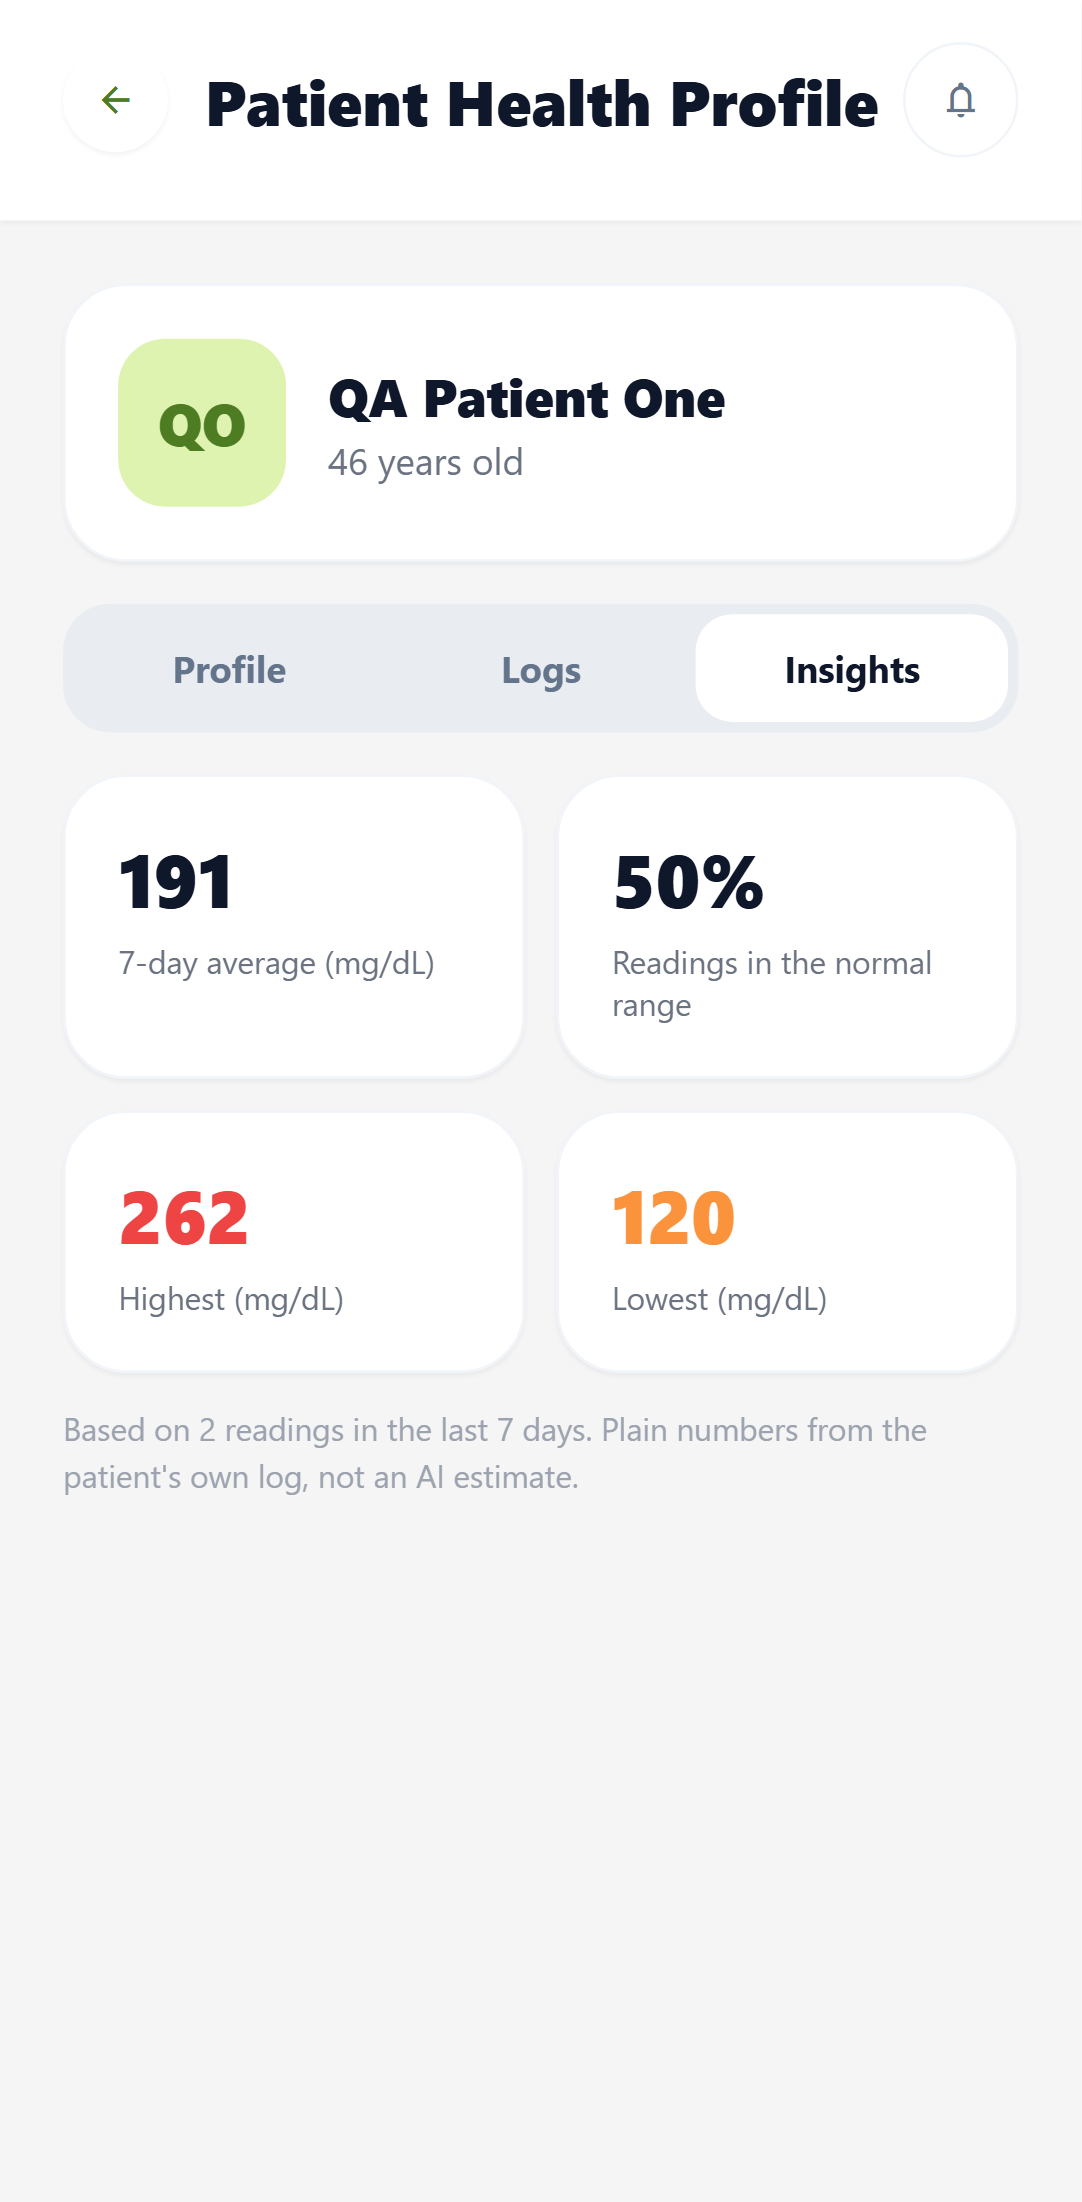 Patient Health Profile
QO
QA Patient One
46 years old
Profile
Logs
Insights
191
7-day average (mg/dL)
50%
Readings in the normal
range
262
Highest (mg/dL)
120
Lowest (mg/dL)
Based on 2 readings in the last 7 days. Plain numbers from the
patient's own log, not an AI estimate.